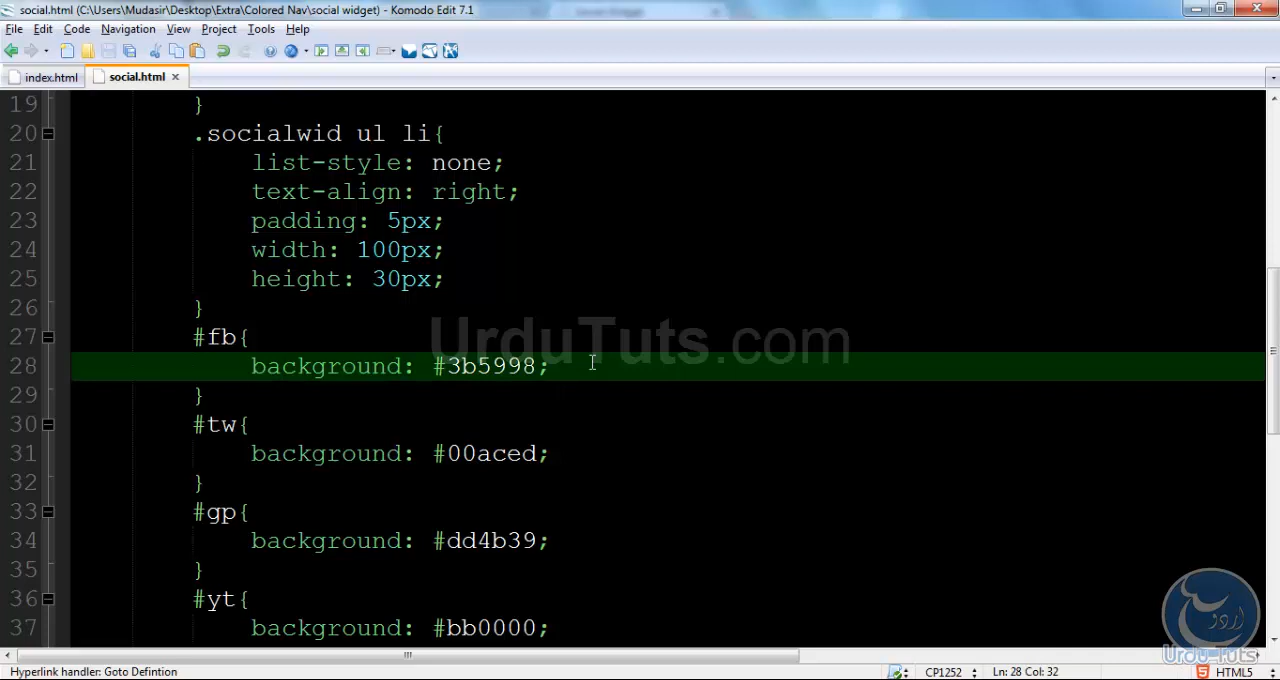 social.html (C:\Users\Mudasir\Desktop\Extra\Colored Nav\social widget) - Komodo Edit 7.1
File Edit Code Navigation View Project Tools Help
index.html social.html
19 }
20 .socialwid ul li{
21 list-style: none;
22 text-align: right;
23 padding: 5px;
24 width: 100px;
25 height: 30px;
26 }
27 #fb{
UrduTuts.com
28 background: #3b5998;
29 }
30 #tw{
31 background: #00aced;
32 }
33 #gp{
34 background: #dd4b39;
35 }
36 #yt{
37 background: #bb0000;
اردو
Urdu Tuts
Hyperlink handler: Goto Defintion CP1252 Ln: 28 Col: 32 HTML5